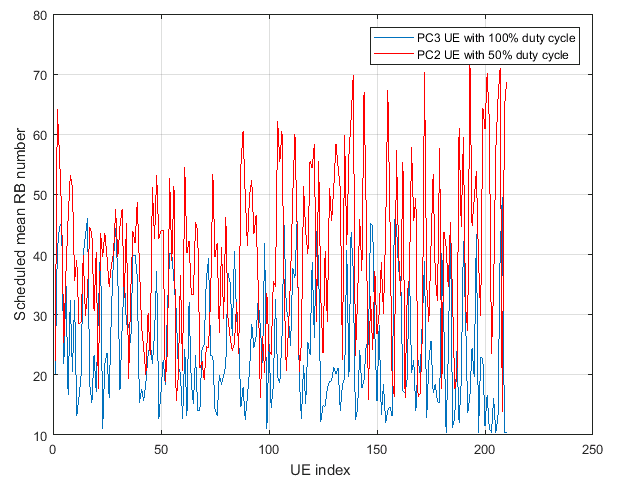 80
70
60
50
40
30
20
10
Scheduled mean RB number
PC3 UE with 100% duty cycle
PC2 UE with 50% duty cycle
0 50 100 150 200 250
UE index